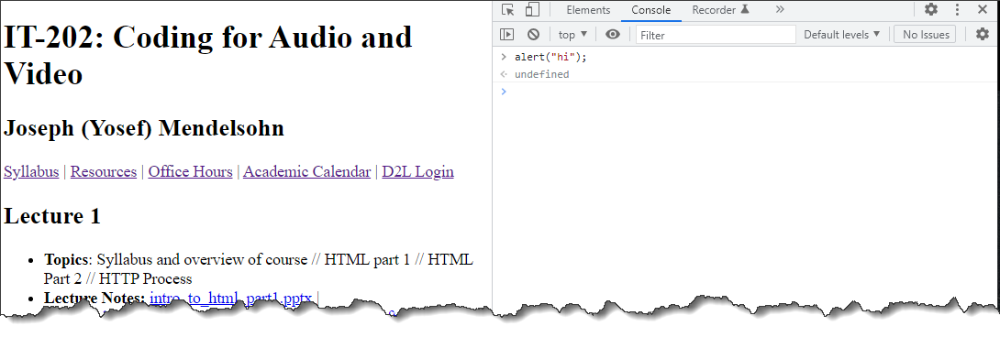 IT-202: Coding for Audio and
Video
Joseph (Yosef) Mendelsohn
Syllabus | Resources | Office Hours | Academic Calendar | D2L Login
Lecture 1
Topics: Syllabus and overview of course // HTML part 1 // HTML
Part 2 // HTTP Process
Lecture Notes: intro_to_html_part1.pptx |
Elements Console Recorder
top Filter Default levels No Issues
alert("hi");
undefined